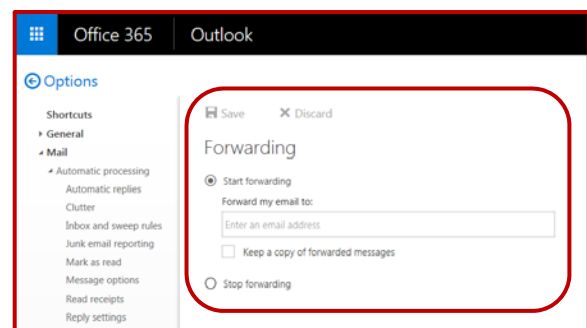 Office 365 Outlook
Options
Shortcuts
General
Mail
Automatic processing
Automatic replies
Clutter
Inbox and sweep rules
Junk email reporting
Mark as read
Message options
Read receipts
Reply settings
Save Discard
Forwarding
Start forwarding
Forward my email to:
Enter an email address
Keep a copy of forwarded messages
Stop forwarding